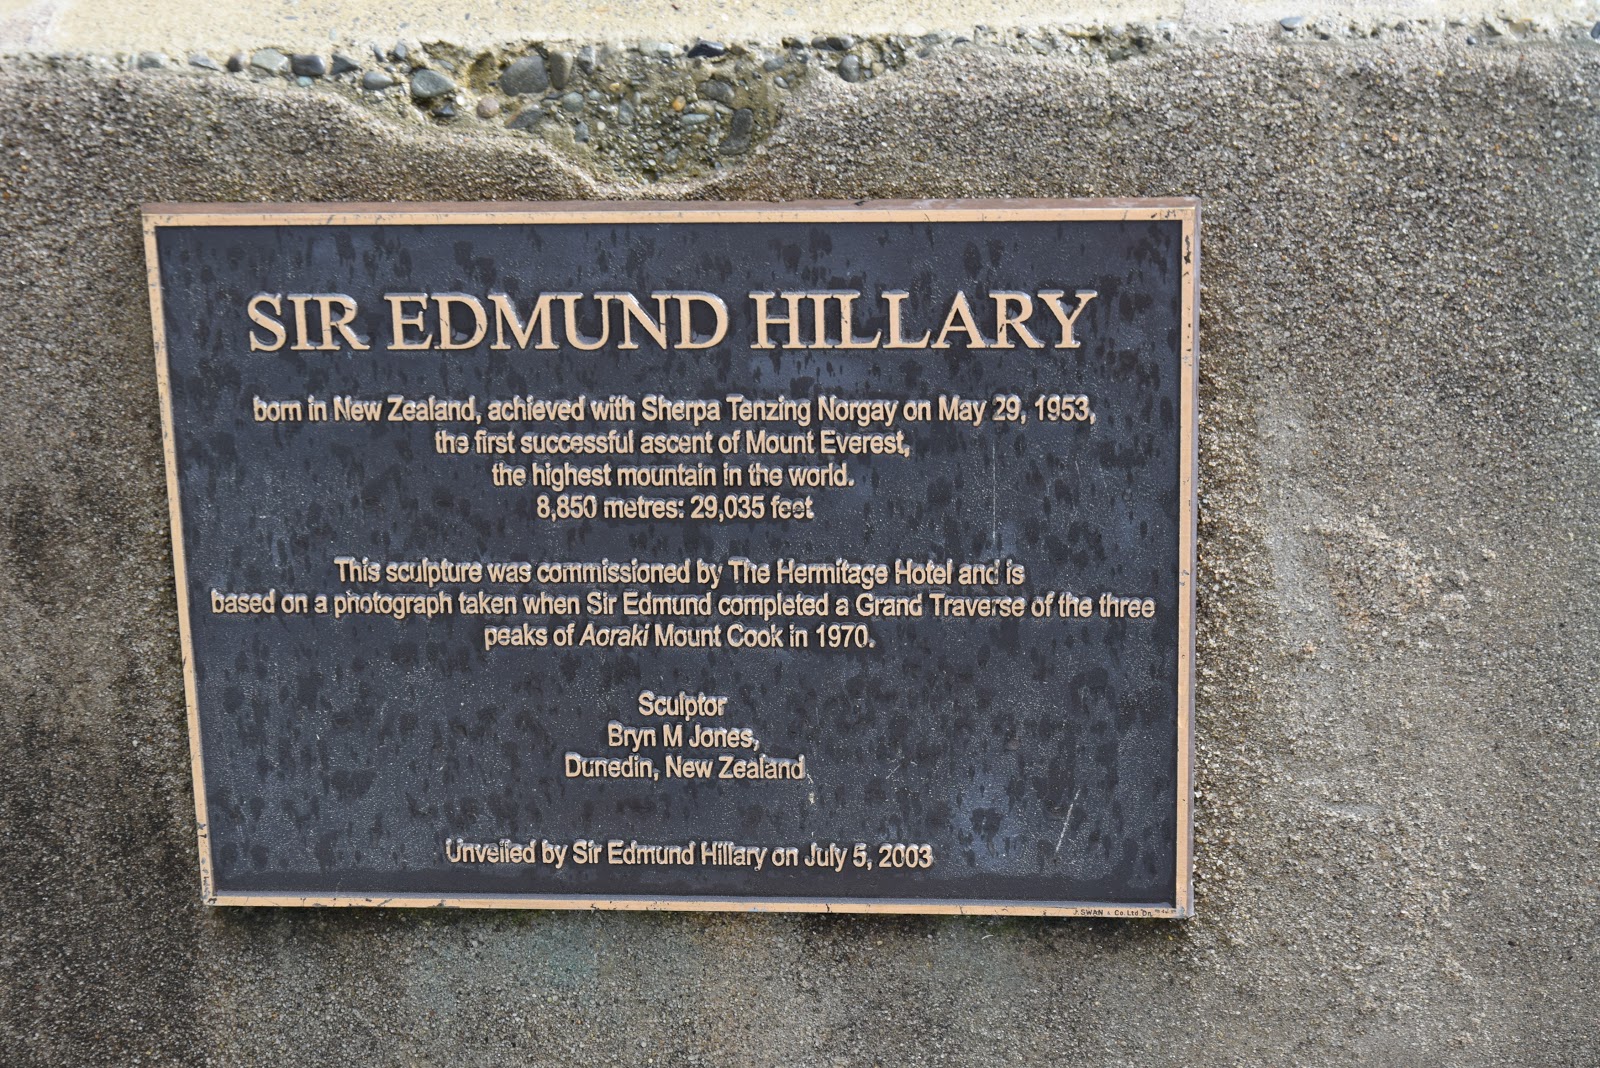 SIR EDMUND HILLARY
born in New Zealand, achieved with Sherpa Tenzing Norgay on May 29, 1953,
the first successful ascent of Mount Everest,
the highest mountain in the world.
8,850 metres: 29,035 feet
This sculpture was commissioned by The Hermitage Hotel and is
based on a photograph taken when Sir Edmund completed a Grand Traverse of the three
peaks of Aoraki Mount Cook in 1970.
Sculptor
Bryn M Jones,
Dunedin, New Zealand
Unveiled by Sir Edmund Hillary on July 5, 2003
SWAN & Co. Ltd. Dn.